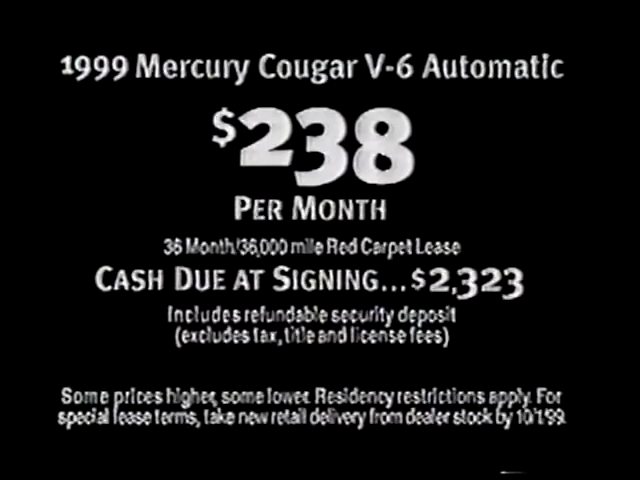 1999 Mercury Cougar V-6 Automatic
$238
PER MONTH
36 Month/36,000 mile Red Carpet Lease
CASH DUE AT SIGNING...$2,323
Includes refundable security deposit
(excludes tax, title and license fees)
Some prices higher, some lower. Residency restrictions apply. For
special lease terms, take new retail delivery from dealer stock by 10/1/99.